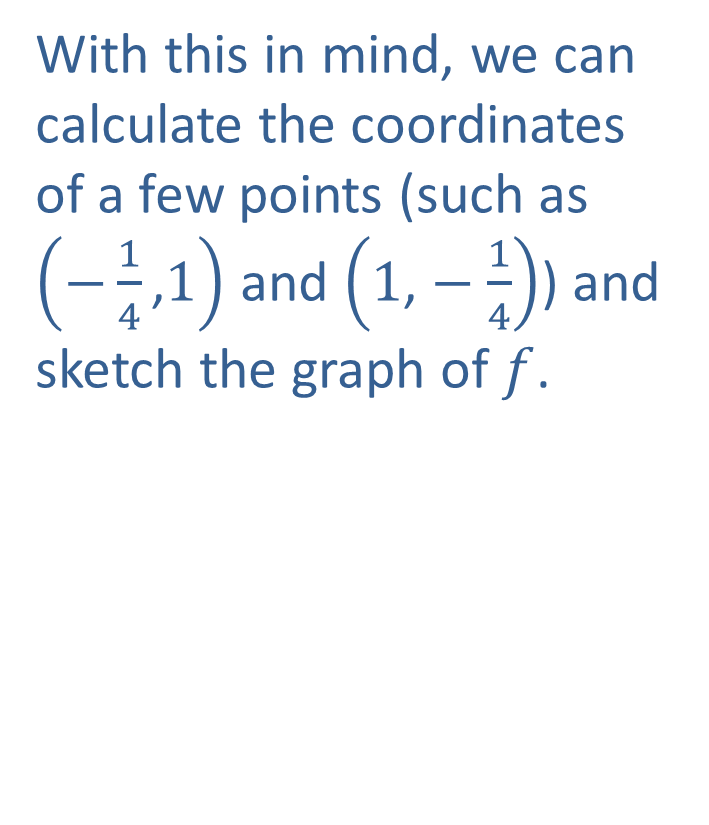 With this in mind, we can
calculate the coordinates
of a few points (such as
(−1/4,1) and (1, −1/4)) and
sketch the graph of f.